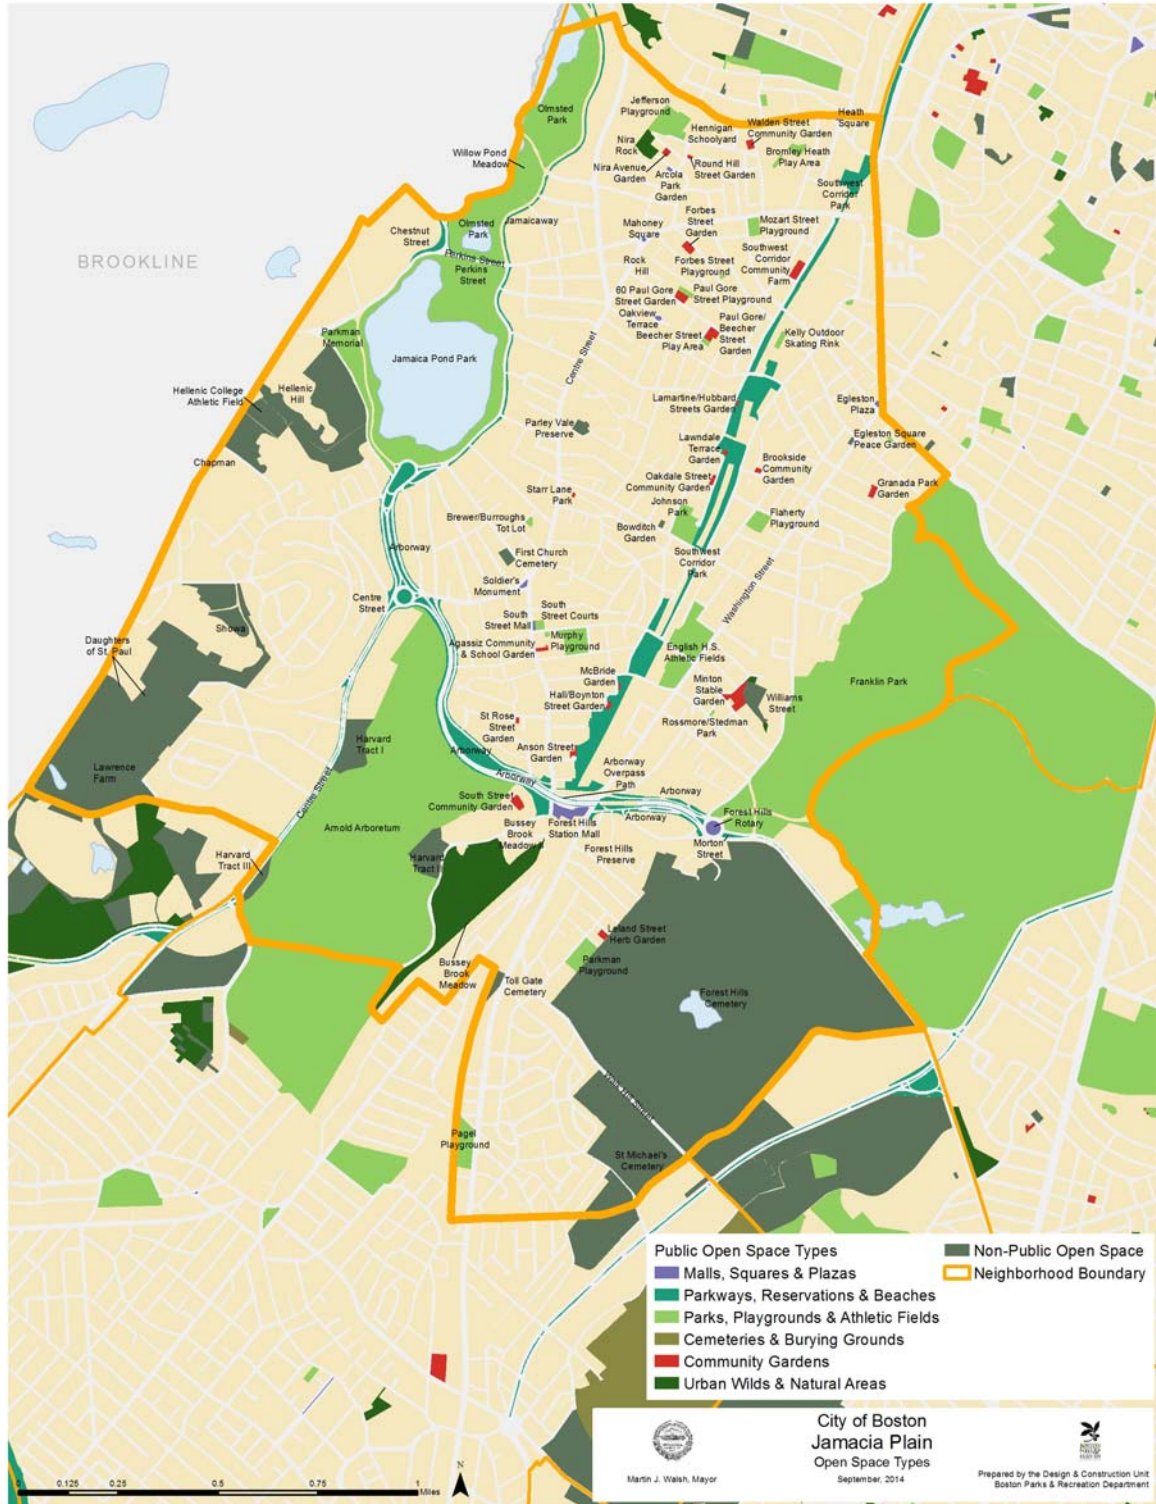 Olmsted
Park
Jefferson
Playground
Hennigan
Schoolyard
Walden Street
Community Garden
Heath
Square
Nira
Rock
Bromley Heath
Play Area
Willow Pond
Meadow
Nira Avenue
Garden
Round Hill
Street Garden
Arcola
Park
Garden
Southwest
Corridor
Park
Chestnut
Street
Olmsted
Park
Jamaicaway
Mahoney
Square
Forbes
Street
Garden
Mozart Street
Playground
BROOKLINE
Perkins Street
Perkins
Street
Rock
Hill
Forbes Street
Playground
Southwest
Corridor
Community
Farm
60 Paul Gore
Street Garden
Paul Gore
Street Playground
Oakview
Terrace
Paul Gore/
Beecher
Street
Garden
Beecher Street
Play Area
Kelly Outdoor
Skating Rink
Parkman
Memorial
Jamaica Pond Park
Centre Street
Hellenic College
Athletic Field
Hellenic
Hill
Lamartine/Hubbard
Streets Garden
Egleston
Plaza
Parley Vale
Preserve
Egleston Square
Peace Garden
Lawndale
Terrace
Garden
Chapman
Brookside
Community
Garden
Oakdale Street
Community Garden
Granada Park
Garden
Starr Lane
Park
Johnson
Park
Brewer/Burroughs
Tot Lot
Bowditch
Garden
Flaherty
Playground
Arborway
First Church
Cemetery
Southwest
Corridor
Park
Soldier's
Monument
Washington Street
Centre
Street
South
Street Mall
South
Street Courts
Showa
Daughters
of St. Paul
Agassiz Community
& School Garden
Murphy
Playground
English H.S.
Athletic Fields
McBride
Garden
Minton
Stable
Garden
Franklin Park
Hall/Boynton
Street Garden
Williams
Street
St Rose
Street
Garden
Rossmore/Stedman
Park
Harvard
Tract I
Arborway
Anson Street
Garden
Lawrence
Farm
Arborway
Arborway
Overpass
Path
Arborway
Centre Street
South Street
Community Garden
Arnold Arboretum
Bussey
Brook
Meadow II
Forest Hills
Station Mall
Arborway
Forest Hills
Rotary
Morton
Street
Harvard
Tract III
Harvard
Tract II
Forest Hills
Preserve
Leland Street
Herb Garden
Parkman
Playground
Bussey
Brook
Meadow
Toll Gate
Cemetery
Forest Hills
Cemetery
Pagel
Playground
St Michael's
Cemetery
Public Open Space Types
Malls, Squares & Plazas
Parkways, Reservations & Beaches
Parks, Playgrounds & Athletic Fields
Cemeteries & Burying Grounds
Community Gardens
Urban Wilds & Natural Areas
Non-Public Open Space
Neighborhood Boundary
City of Boston
Jamacia Plain
Open Space Types
September, 2014
Martin J. Walsh, Mayor
Prepared by the Design & Construction Unit
Boston Parks & Recreation Department
0 0.125 0.25 0.5 0.75 1
Miles
N